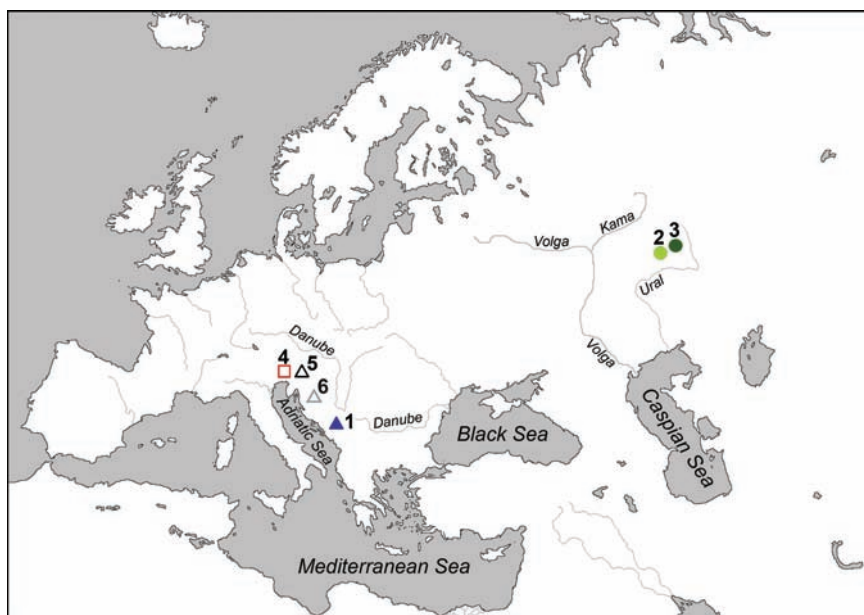 Kama
3
Volga
2
Ural
Danube
4
5
Volga
6
Adriatic Sea
1
Danube
Black Sea
Caspian Sea
Mediterranean Sea